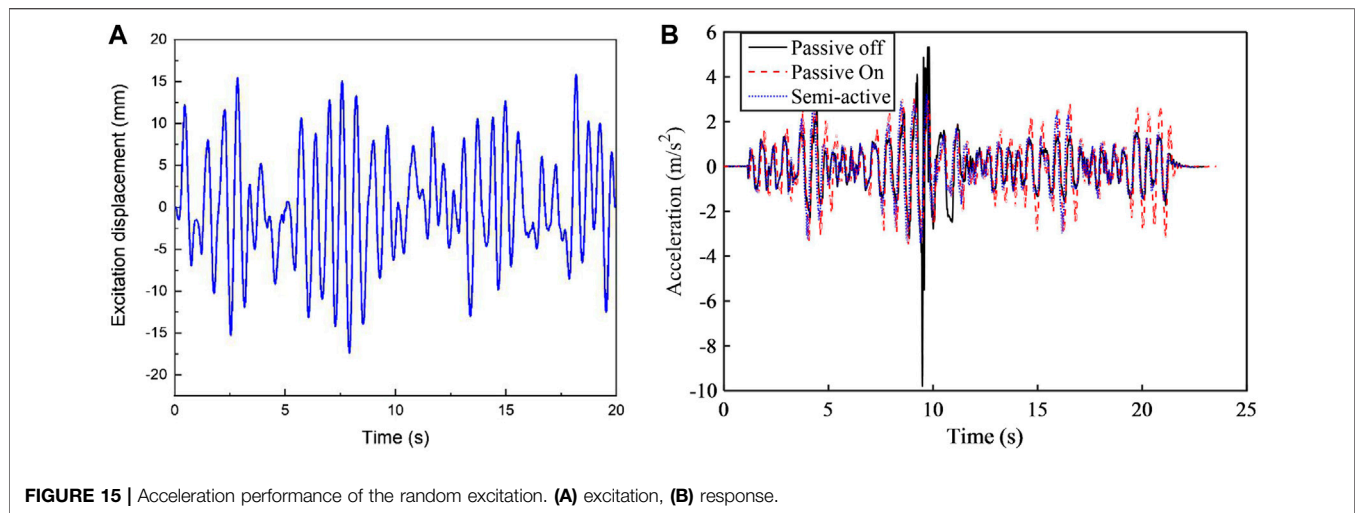 A
20
15
10
5
0
-5
-10
-15
-20
Excitation displacement (mm)
0
5
10
15
20
Time (s)
B
Passive off
Passive On
Semi-active
6
4
2
0
-2
-4
-6
-8
-10
Acceleration (m/s²)
0
5
10
15
20
25
Time (s)
FIGURE 15 | Acceleration performance of the random excitation. (A) excitation, (B) response.